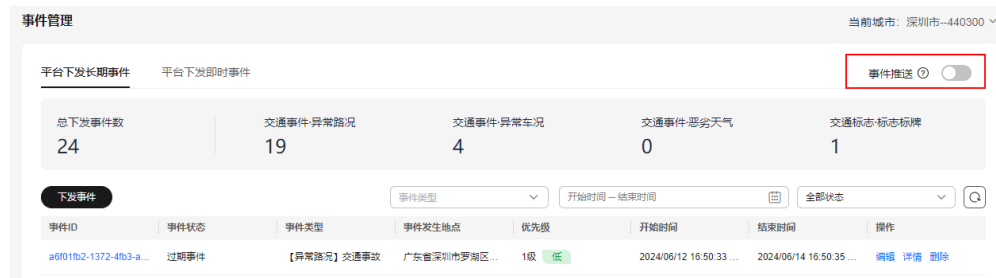 事件管理
当前城市: 深圳市--440300
平台下发长期事件 平台下发即时事件 事件推送
总下发事件数 交通事件·异常路况 交通事件·异常车况 交通事件·恶劣天气 交通标志·标志标牌
24 19 4 0 1
下发事件 事件类型 开始时间 – 结束时间 全部状态
事件ID 事件状态 事件类型 事件发生地点 优先级 开始时间 结束时间 操作
a6f01fb2-1372-4fb3-a... 过期事件 【异常路况】交通事故 广东省深圳市罗湖区... 1级 低 2024/06/12 16:50:33 ... 2024/06/14 16:50:35 ... 编辑 详情 删除